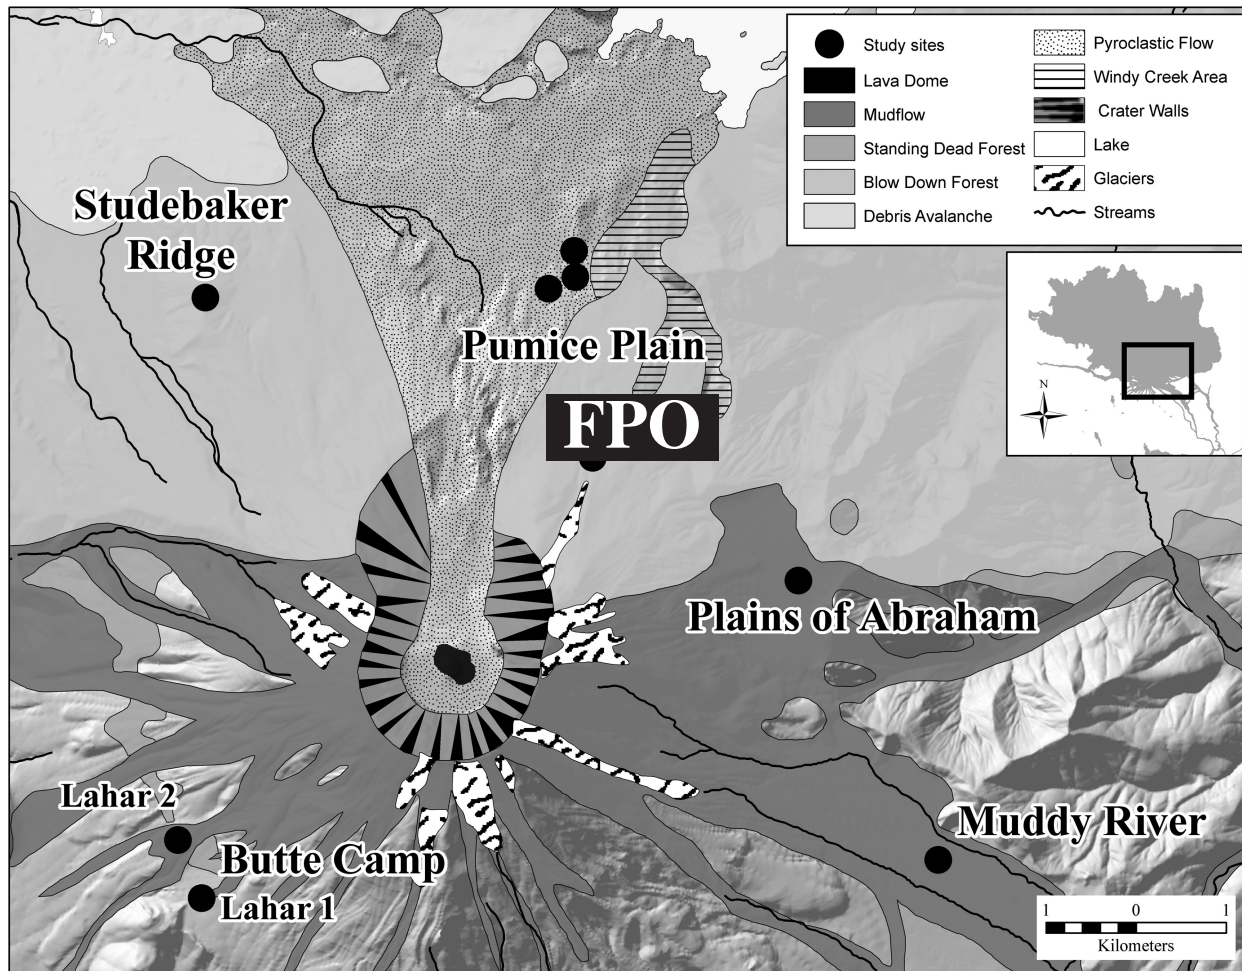 Study sites
Lava Dome
Mudflow
Standing Dead Forest
Blow Down Forest
Debris Avalanche
Pyroclastic Flow
Windy Creek Area
Crater Walls
Lake
Glaciers
Streams
Studebaker
Ridge
Pumice Plain
FPO
N
Plains of Abraham
Lahar 2
Butte Camp
Lahar 1
Muddy River
1 0 1
Kilometers